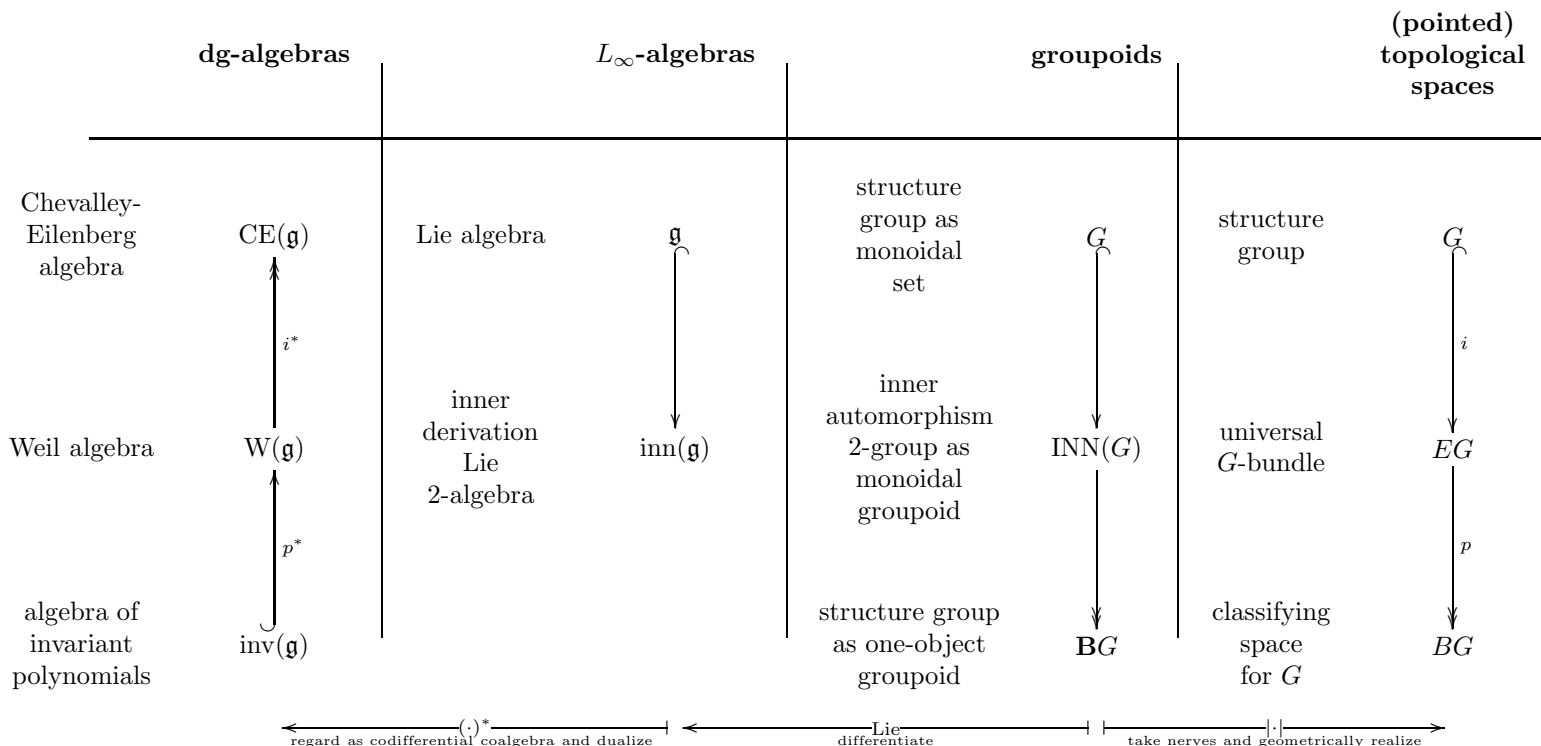 (pointed)
dg-algebras L∞-algebras groupoids topological
spaces
Chevalley-
Eilenberg
algebra
CE(𝔤)
Lie algebra
𝔤
structure
group as
monoidal
set
G
structure
group
G
i*
i
Weil algebra
W(𝔤)
inner
derivation
Lie
2-algebra
inn(𝔤)
inner
automorphism
2-group as
monoidal
groupoid
INN(G)
universal
G-bundle
EG
p*
p
algebra of
invariant
polynomials
inv(𝔤)
structure group
as one-object
groupoid
BG
classifying
space
for G
BG
(·)*
regard as codifferential coalgebra and dualize
Lie
differentiate
|·|
take nerves and geometrically realize